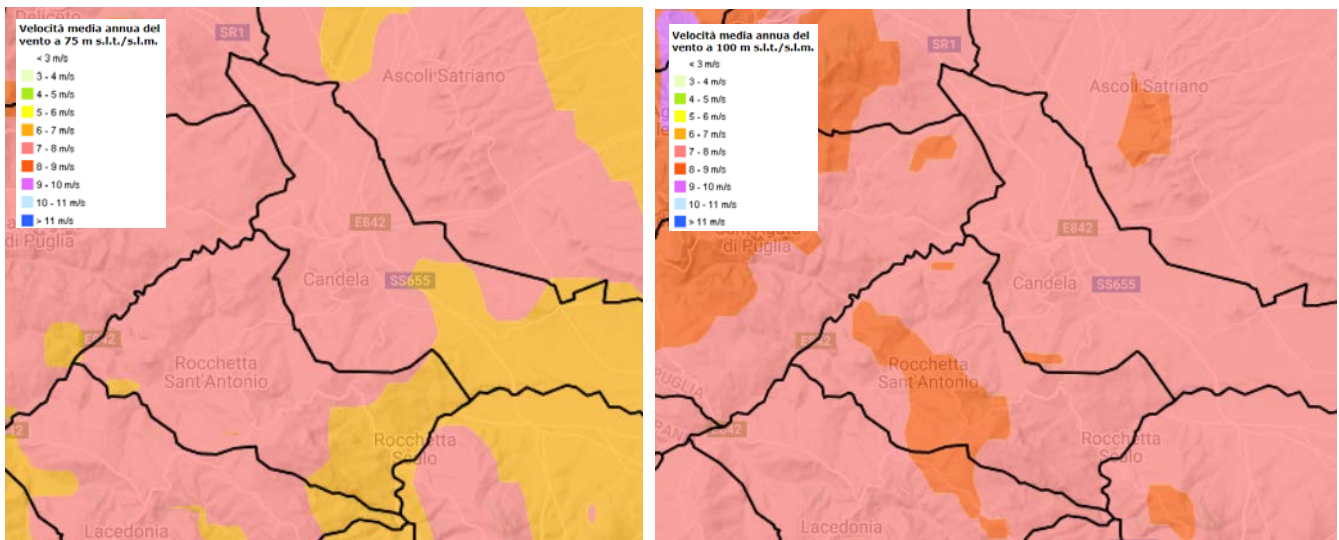 Deliceto
Velocità media annua del
vento a 75 m s.l.t./s.l.m.
< 3 m/s
3 - 4 m/s
4 - 5 m/s
5 - 6 m/s
6 - 7 m/s
7 - 8 m/s
8 - 9 m/s
9 - 10 m/s
10 - 11 m/s
> 11 m/s
SR1
Ascoli Satriano
E842
di Puglia
Candela
SS655
Rocchetta
Sant'Antonio
Rocchetta
Scalo
Lacedonia
Velocità media annua del
vento a 100 m s.l.t./s.l.m.
< 3 m/s
3 - 4 m/s
4 - 5 m/s
5 - 6 m/s
6 - 7 m/s
7 - 8 m/s
8 - 9 m/s
9 - 10 m/s
10 - 11 m/s
> 11 m/s
SR1
Ascoli Satriano
E842
Sant'Agata
di Puglia
Candela
SS655
E842
Rocchetta
Sant'Antonio
PUGLIA
Rocchetta
Scalo
Lacedonia